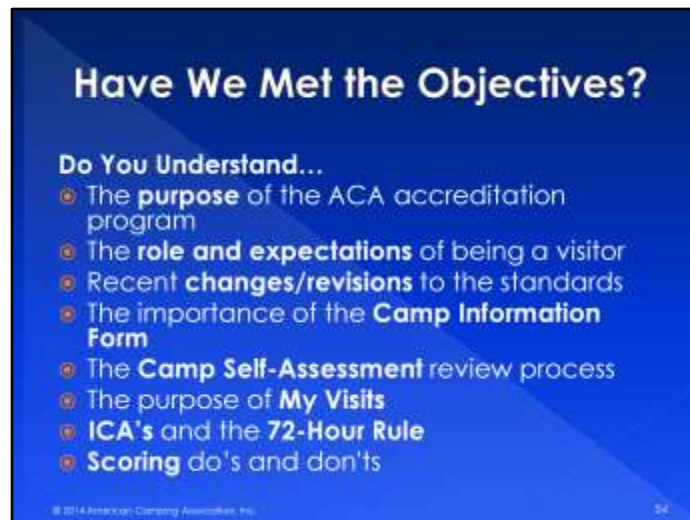 Have We Met the Objectives?
Do You Understand…
The purpose of the ACA accreditation
program
The role and expectations of being a visitor
Recent changes/revisions to the standards
The importance of the Camp Information
Form
The Camp Self-Assessment review process
The purpose of My Visits
ICA's and the 72-Hour Rule
Scoring do's and don'ts
© 2014 American Camping Association, Inc.
54